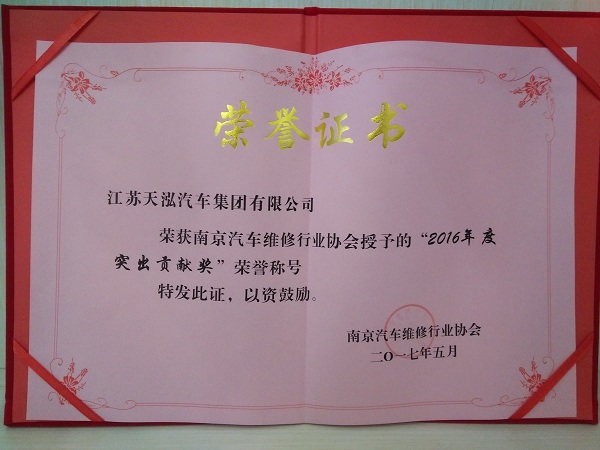 荣誉证书
江苏天泓汽车集团有限公司
荣获南京汽车维修行业协会授予的“2016年度
突出贡献奖”荣誉称号
特发此证，以资鼓励。
南京汽车维修行业协会
二〇一七年五月